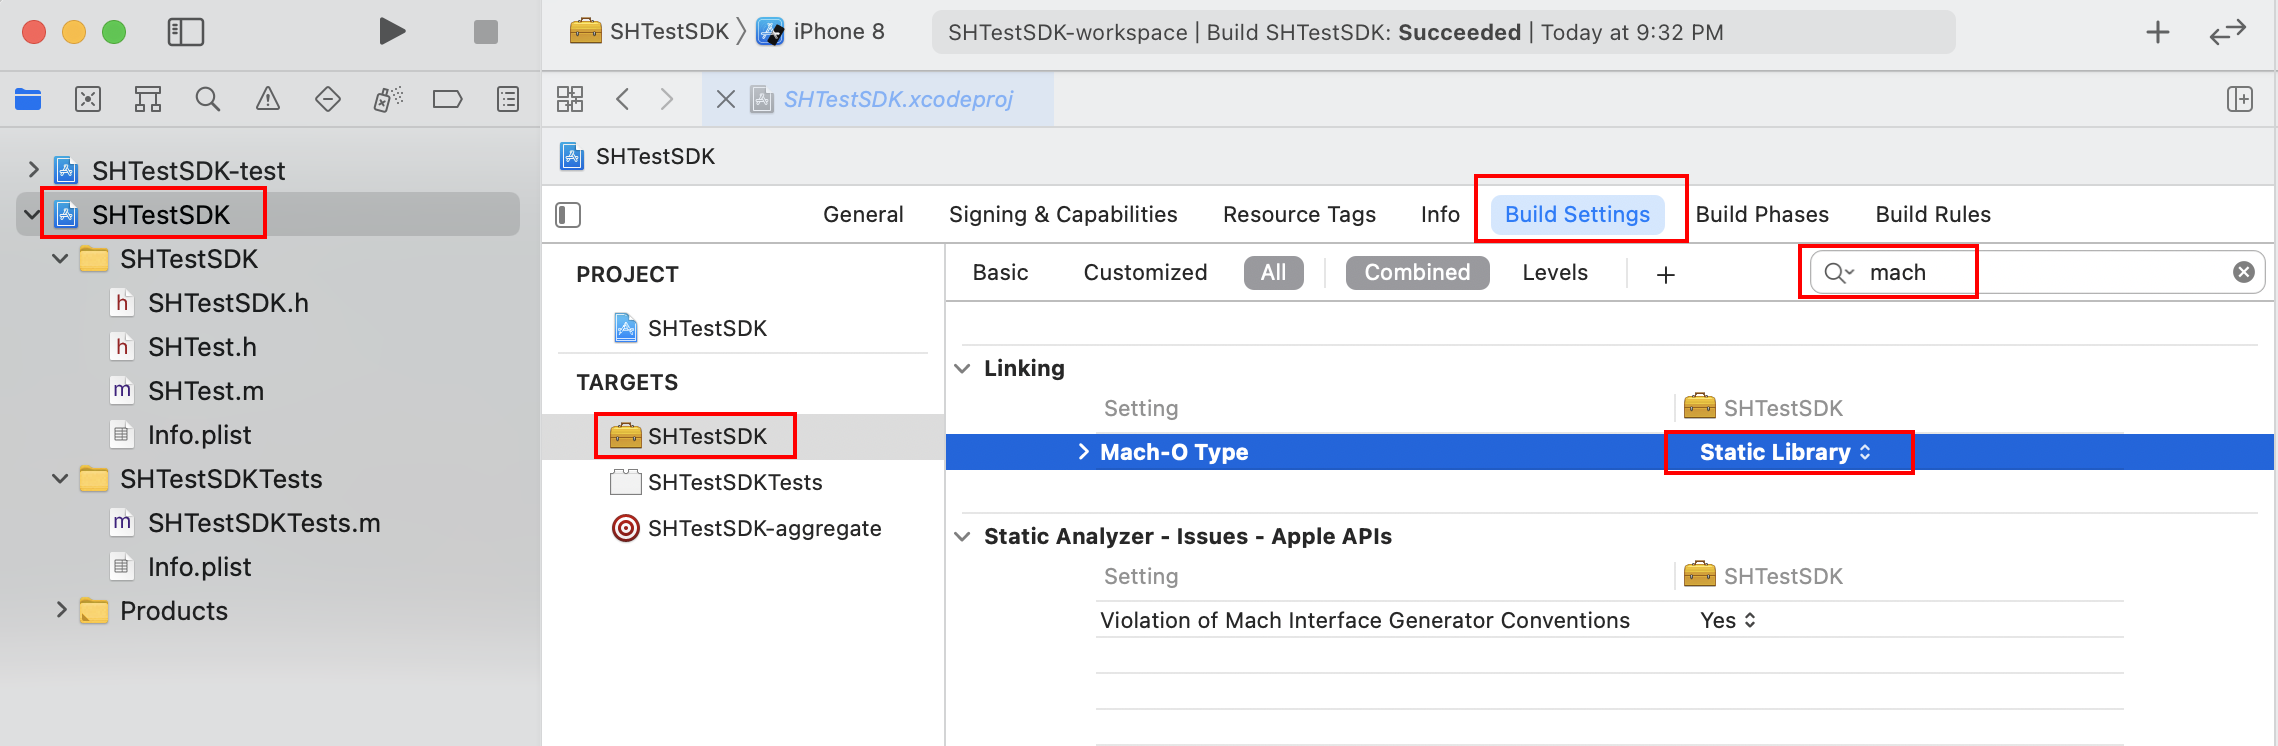 SHTestSDK
iPhone 8
SHTestSDK-workspace | Build SHTestSDK: Succeeded | Today at 9:32 PM
SHTestSDK.xcodeproj
SHTestSDK-test
SHTestSDK
SHTestSDK
h SHTestSDK.h
h SHTest.h
m SHTest.m
Info.plist
SHTestSDKTests
m SHTestSDKTests.m
Info.plist
Products
SHTestSDK
General Signing & Capabilities Resource Tags Info Build Settings Build Phases Build Rules
PROJECT
SHTestSDK
TARGETS
SHTestSDK
SHTestSDKTests
SHTestSDK-aggregate
Basic Customized All Combined Levels + mach
Linking
Setting SHTestSDK
Mach-O Type Static Library
Static Analyzer - Issues - Apple APIs
Setting SHTestSDK
Violation of Mach Interface Generator Conventions Yes